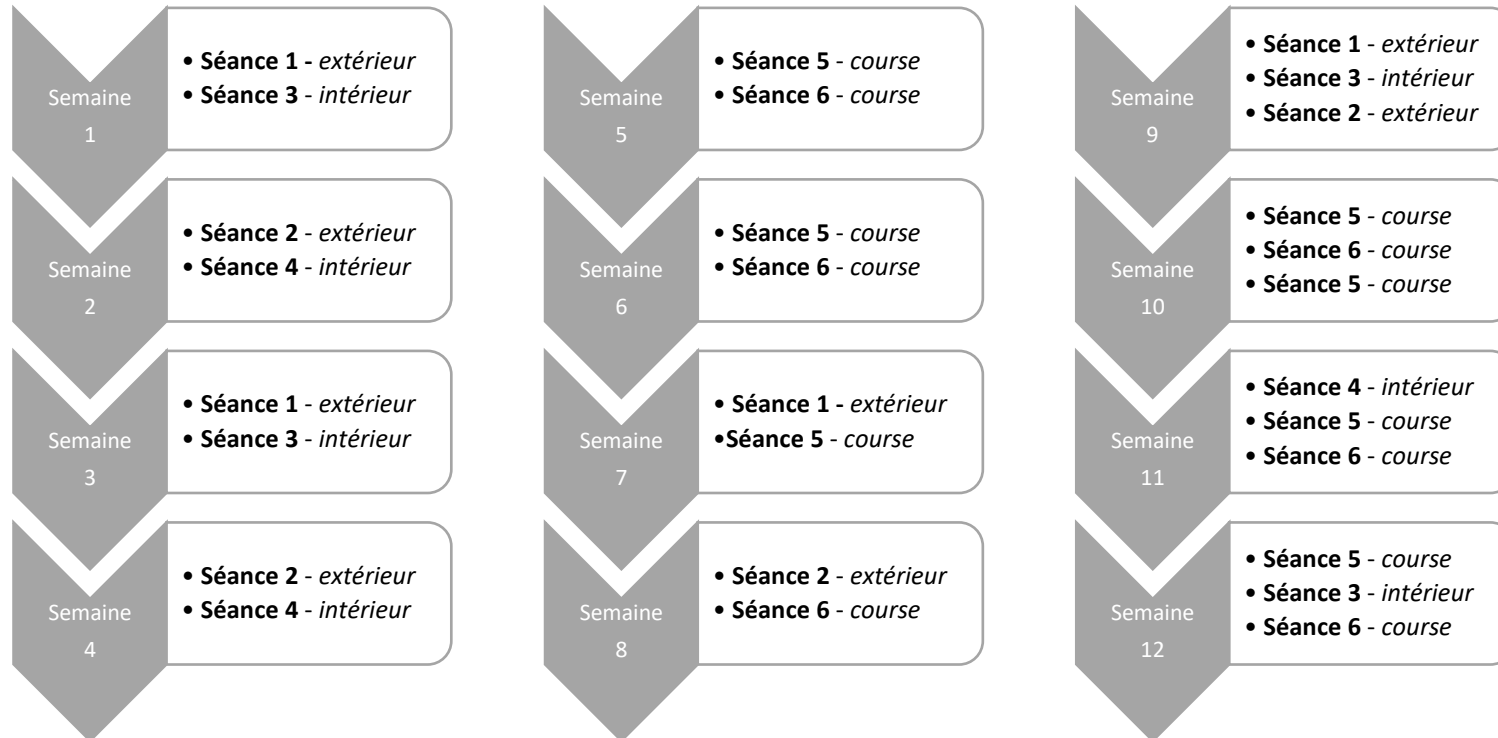 Semaine
1
• Séance 1 - extérieur
• Séance 3 - intérieur
Semaine
2
• Séance 2 - extérieur
• Séance 4 - intérieur
Semaine
3
• Séance 1 - extérieur
• Séance 3 - intérieur
Semaine
4
• Séance 2 - extérieur
• Séance 4 - intérieur
Semaine
5
• Séance 5 - course
• Séance 6 - course
Semaine
6
• Séance 5 - course
• Séance 6 - course
Semaine
7
• Séance 1 - extérieur
•Séance 5 - course
Semaine
8
• Séance 2 - extérieur
• Séance 6 - course
Semaine
9
• Séance 1 - extérieur
• Séance 3 - intérieur
• Séance 2 - extérieur
Semaine
10
• Séance 5 - course
• Séance 6 - course
• Séance 5 - course
Semaine
11
• Séance 4 - intérieur
• Séance 5 - course
• Séance 6 - course
Semaine
12
• Séance 5 - course
• Séance 3 - intérieur
• Séance 6 - course